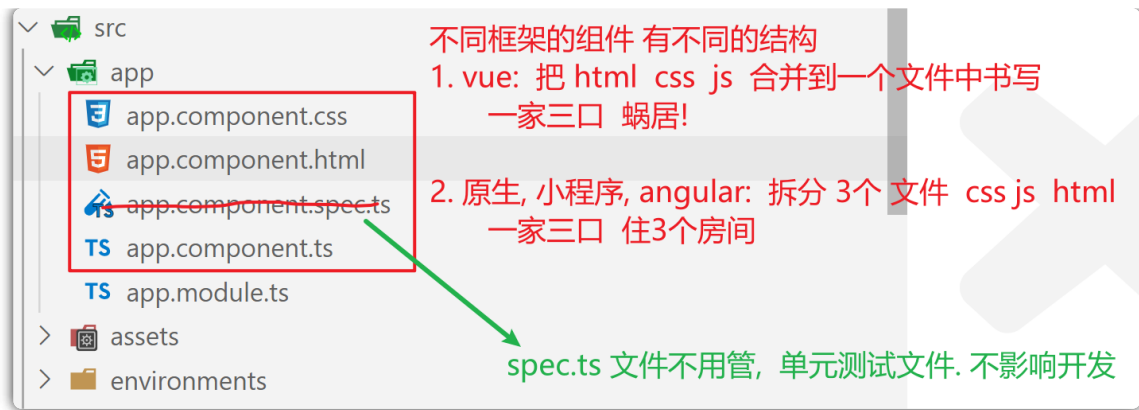 src
app
app.component.css
app.component.html
app.component.spec.ts
TS app.component.ts
TS app.module.ts
assets
environments
不同框架的组件 有不同的结构
1. vue: 把 html css js 合并到一个文件中书写
一家三口 蜗居!
2. 原生, 小程序, angular: 拆分 3个 文件 css js html
一家三口 住3个房间
spec.ts 文件不用管, 单元测试文件. 不影响开发